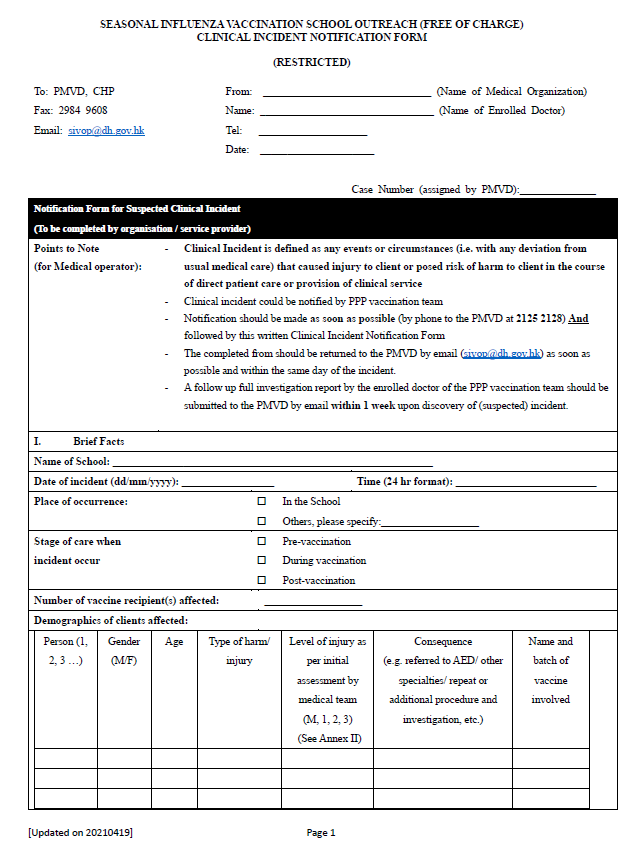 SEASONAL INFLUENZA VACCINATION SCHOOL OUTREACH (FREE OF CHARGE)
CLINICAL INCIDENT NOTIFICATION FORM
(RESTRICTED)
To: PMVD, CHP
From: (Name of Medical Organization)
Fax: 2984 9608
Name: (Name of Enrolled Doctor)
Email: sivop@dh.gov.hk
Tel:
Date:
Case Number (assigned by PMVD):
Notification Form for Suspected Clinical Incident
(To be completed by organisation / service provider)
Points to Note
(for Medical operator):
- Clinical Incident is defined as any events or circumstances (i.e. with any deviation from
usual medical care) that caused injury to client or posed risk of harm to client in the course
of direct patient care or provision of clinical service
- Clinical incident could be notified by PPP vaccination team
- Notification should be made as soon as possible (by phone to the PMVD at 2125 2128) And
followed by this written Clinical Incident Notification Form
- The completed from should be returned to the PMVD by email (sivop@dh.gov.hk) as soon as
possible and within the same day of the incident.
- A follow up full investigation report by the enrolled doctor of the PPP vaccination team should be
submitted to the PMVD by email within 1 week upon discovery of (suspected) incident.
I. Brief Facts
Name of School:
Date of incident (dd/mm/yyyy): Time (24 hr format):
Place of occurrence:
☐ In the School
☐ Others, please specify:
Stage of care when
incident occur
☐ Pre-vaccination
☐ During vaccination
☐ Post-vaccination
Number of vaccine recipient(s) affected:
Demographics of clients affected:
Person (1,
2, 3 …)
Gender
(M/F)
Age
Type of harm/
injury
Level of injury as
per initial
assessment by
medical team
(M, 1, 2, 3)
(See Annex II)
Consequence
(e.g. referred to AED/ other
specialties/ repeat or
additional procedure and
investigation, etc.)
Name and
batch of
vaccine
involved
[Updated on 20210419]
Page 1